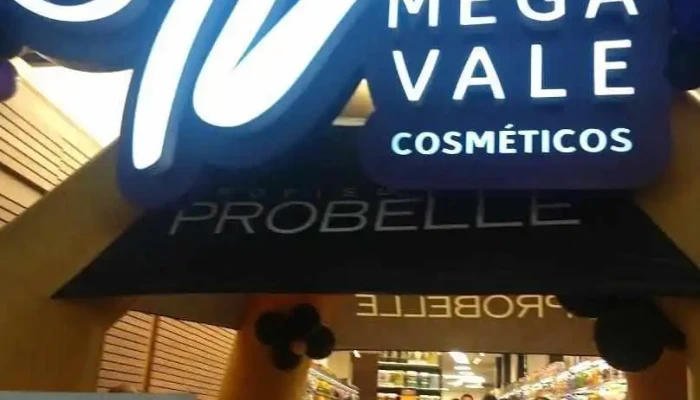 MEGA
VALE
COSMÉTICOS
PROBELLE
PROBELLE